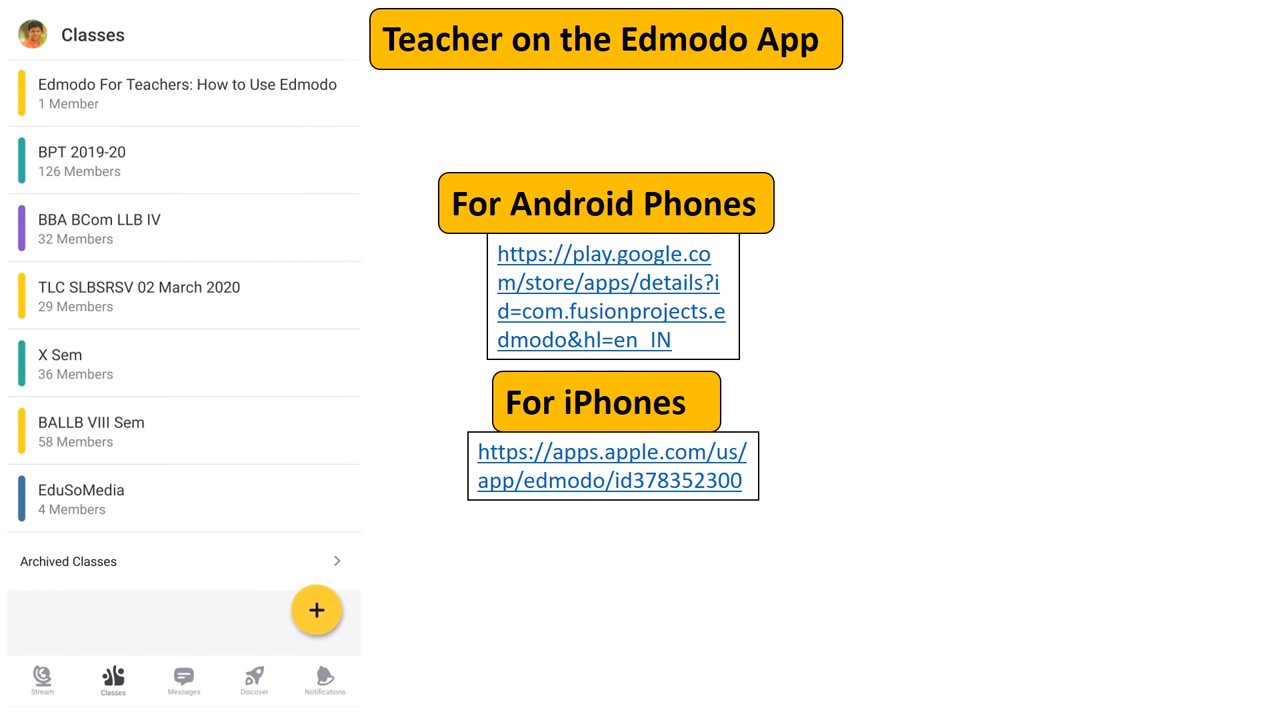 Classes
Edmodo For Teachers: How to Use Edmodo
1 Member
BPT 2019-20
126 Members
BBA BCom LLB IV
32 Members
TLC SLBSRSV 02 March 2020
29 Members
X Sem
36 Members
BALLB VIII Sem
58 Members
EduSoMedia
4 Members
Archived Classes
+
Stream
Classes
Messages
Discover
Notifications
Teacher on the Edmodo App
For Android Phones
https://play.google.co
m/store/apps/details?i
d=com.fusionprojects.e
dmodo&hl=en_IN
For iPhones
https://apps.apple.com/us/
app/edmodo/id378352300